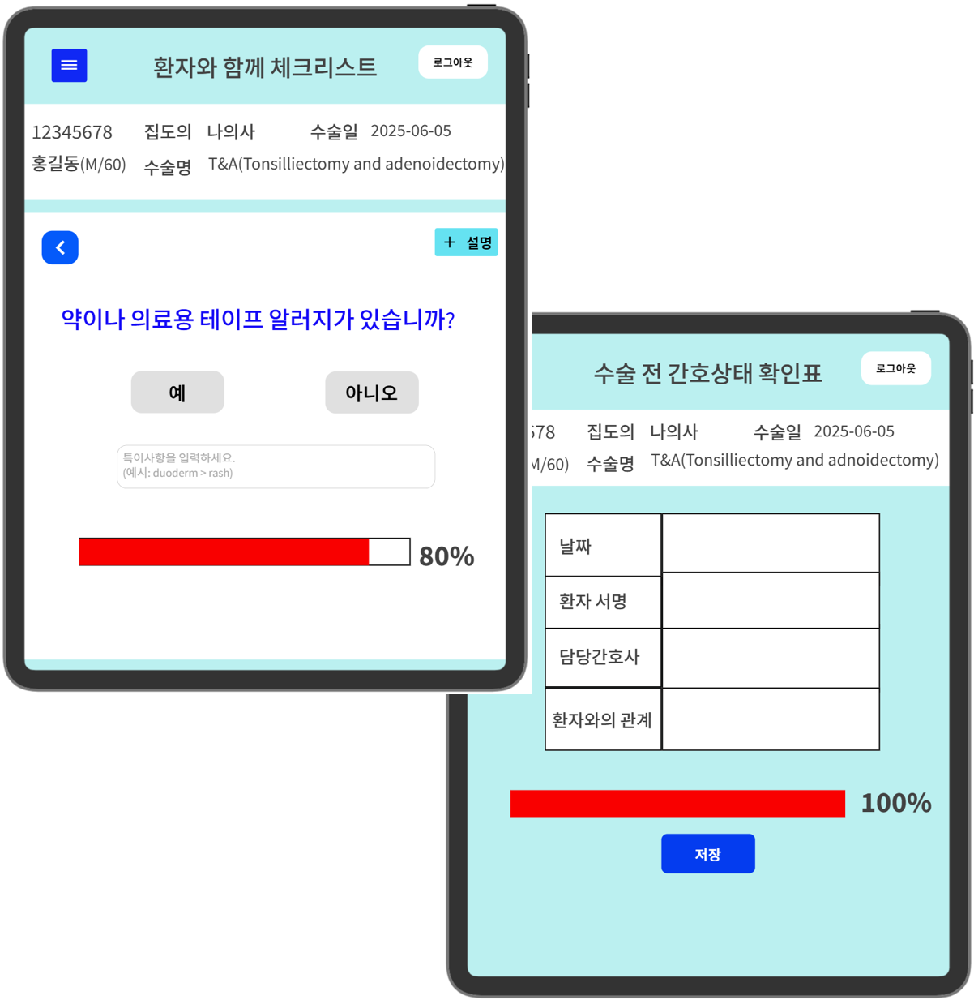 환자와 함께 체크리스트
로그아웃
12345678 집도의 나의사 수술일 2025-06-05
홍길동(M/60) 수술명 T&A(Tonsilliectomy and adenoidectomy)
+ 설명
약이나 의료용 테이프 알러지가 있습니까?
예 아니오
특이사항을 입력하세요.
(예시: duoderm > rash)
80%
수술 전 간호상태 확인표
로그아웃
678 집도의 나의사 수술일 2025-06-05
M/60) 수술명 T&A(Tonsilliectomy and adnoidectomy)
날짜
환자 서명
담당간호사
환자와의 관계
100%
저장